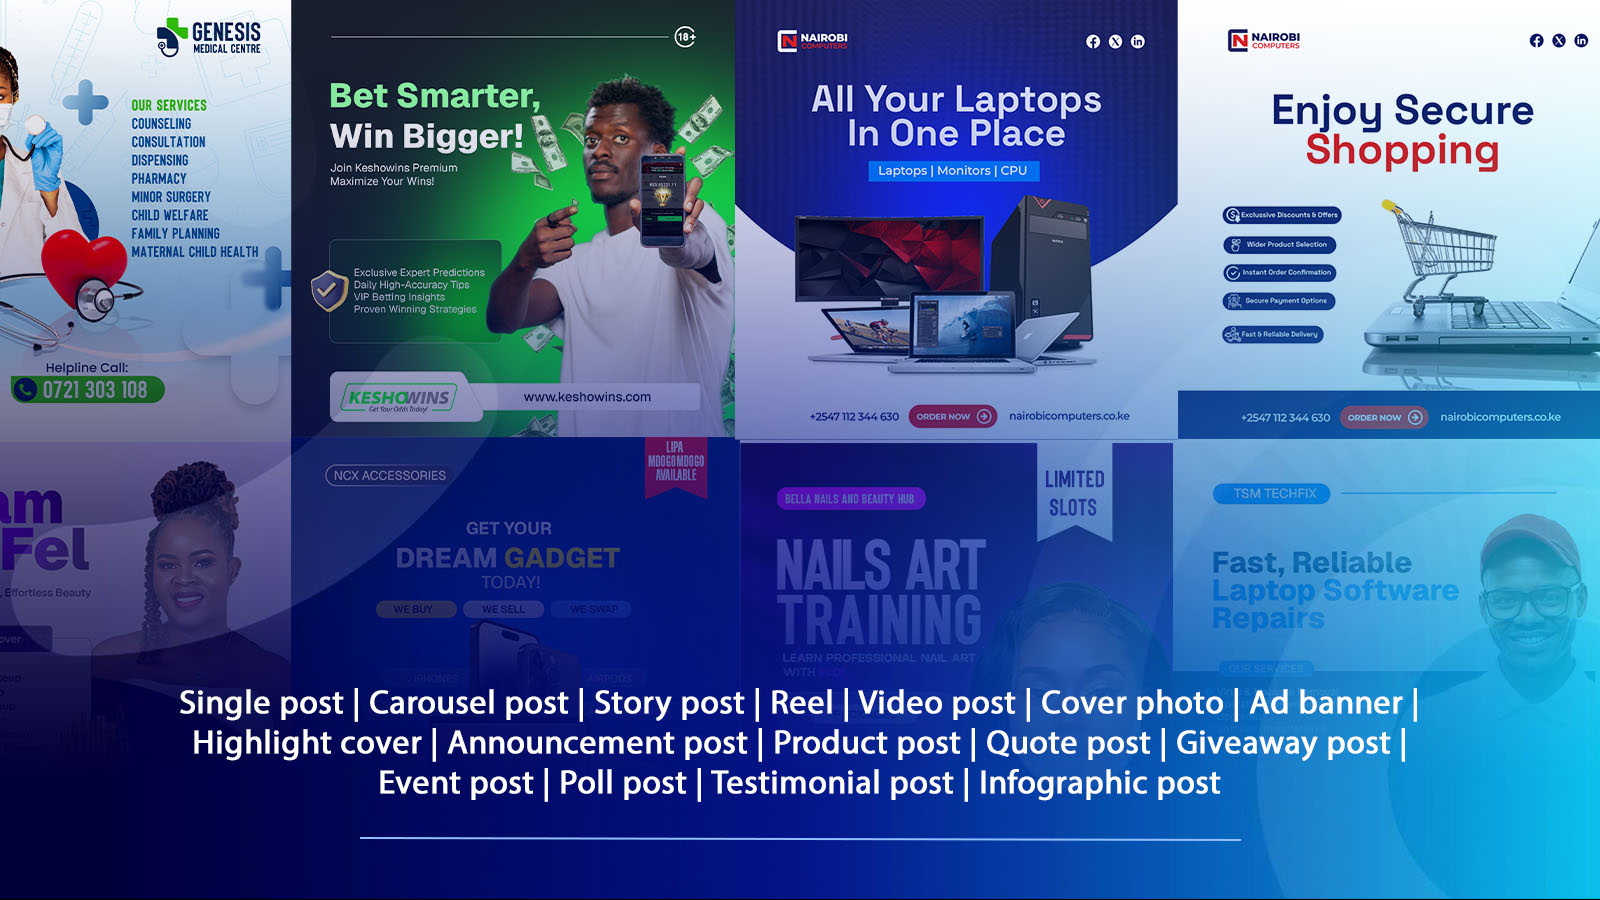 GENESIS
MEDICAL CENTRE
OUR SERVICES
COUNSELING
CONSULTATION
DISPENSING
PHARMACY
MINOR SURGERY
CHILD WELFARE
FAMILY PLANNING
MATERNAL CHILD HEALTH
Helpline Call:
0721 303 108
18+
Bet Smarter,
Win Bigger!
Join Keshowins Premium
Maximize Your Wins!
Exclusive Expert Predictions
Daily High-Accuracy Tips
VIP Betting Insights
Proven Winning Strategies
KESHOWINS
Get Your Odds Today!
www.keshowins.com
NAIROBI
COMPUTERS
All Your Laptops
In One Place
Laptops | Monitors | CPU
+2547 112 344 630
ORDER NOW
nairobicomputers.co.ke
NAIROBI
COMPUTERS
Enjoy Secure
Shopping
Exclussive Discounts & Offers
Wider Product Selection
Instant Order Confirmation
Secure Payment Options
Fast & Reliable Delivery
+2547 112 344 630
ORDER NOW
nairobicomputers.co.ke
am
Fel
, Effortless Beauty
over
NCX ACCESSORIES
LIPA
MDOGOMDOGO
AVAILABLE
GET YOUR
DREAM GADGET
TODAY!
WE BUY
WE SELL
WE SWAP
IPHONES
AIRPODS
BELLA NAILS AND BEAUTY HUB
LIMITED
SLOTS
NAILS ART
TRAINING
LEARN PROFESSIONAL NAIL ART
WITH
TSM TECHFIX
Fast, Reliable
Laptop Software
Repairs
OUR SERVICES
Single post | Carousel post | Story post | Reel | Video post | Cover photo | Ad banner |
Highlight cover | Announcement post | Product post | Quote post | Giveaway post |
Event post | Poll post | Testimonial post | Infographic post